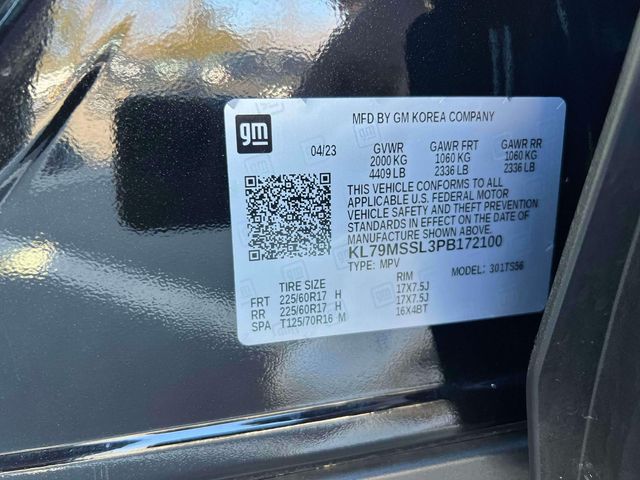 gm
MFD BY GM KOREA COMPANY
04/23 GVWR GAWR FRT GAWR RR
2000 KG 1060 KG 1060 KG
4409 LB 2336 LB 2336 LB
THIS VEHICLE CONFORMS TO ALL
APPLICABLE U.S. FEDERAL MOTOR
VEHICLE SAFETY AND THEFT PREVENTION
STANDARDS IN EFFECT ON THE DATE OF
MANUFACTURE SHOWN ABOVE.
KL79MSSL3PB172100
TYPE: MPV MODEL: 301TS56
TIRE SIZE RIM
FRT 225/60R17 H 17X7.5J
RR 225/60R17 H 17X7.5J
SPA T125/70R16 M 16X4BT